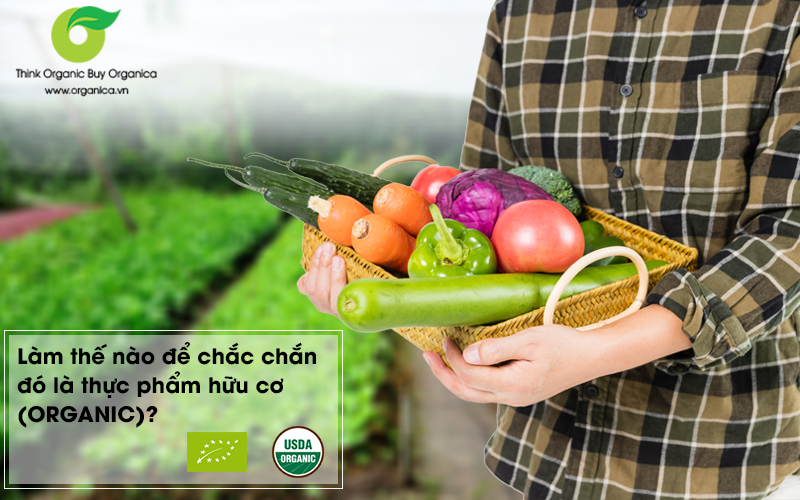 Think Organic Buy Organica
www.organica.vn
Làm thế nào để chắc chắn
đó là thực phẩm hữu cơ
(ORGANIC)?
USDA
ORGANIC